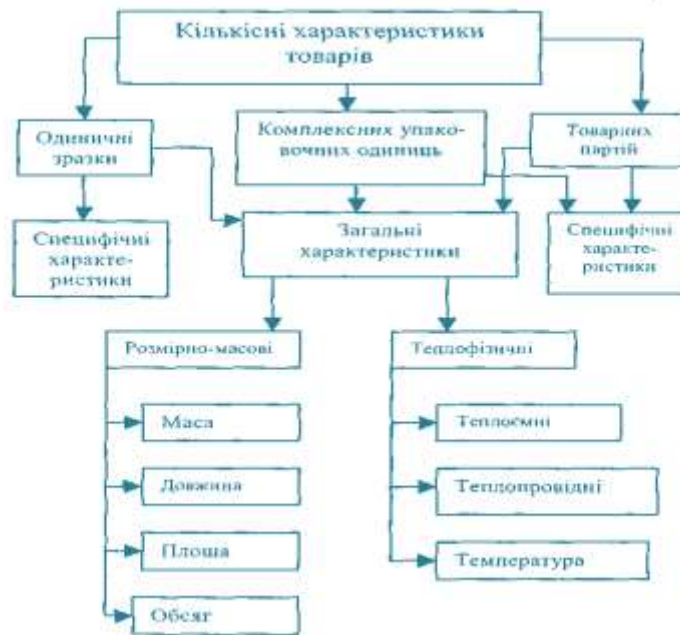 Кількісні характеристики
товарів
Одиничні
зразки
Комплексних упако-
вочних одиниць
Товарних
партій
Специфічні
характе-
ристики
Загальні
характеристики
Специфічні
характе-
ристики
Розмірно-масові
Теплофізичні
Маса
Теплоємні
Довжина
Теплопровідні
Площа
Температура
Обсяг